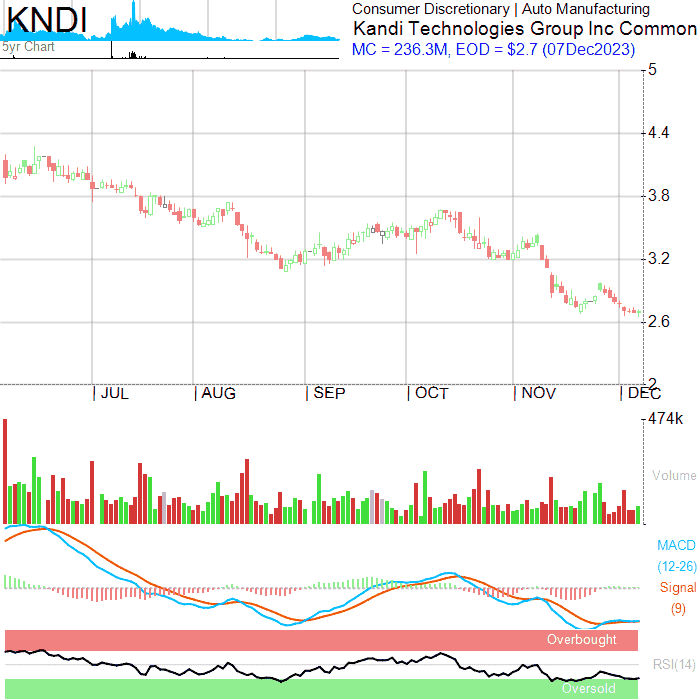 KNDI
5yr Chart
Consumer Discretionary | Auto Manufacturing
Kandi Technologies Group Inc Common
MC = 236.3M, EOD = $2.7 (07Dec2023)
5
4.4
3.8
3.2
2.6
2
JUL
AUG
SEP
OCT
NOV
DEC
474k
Volume
MACD
(12-26)
Signal
(9)
Overbought
RSI(14)
Oversold